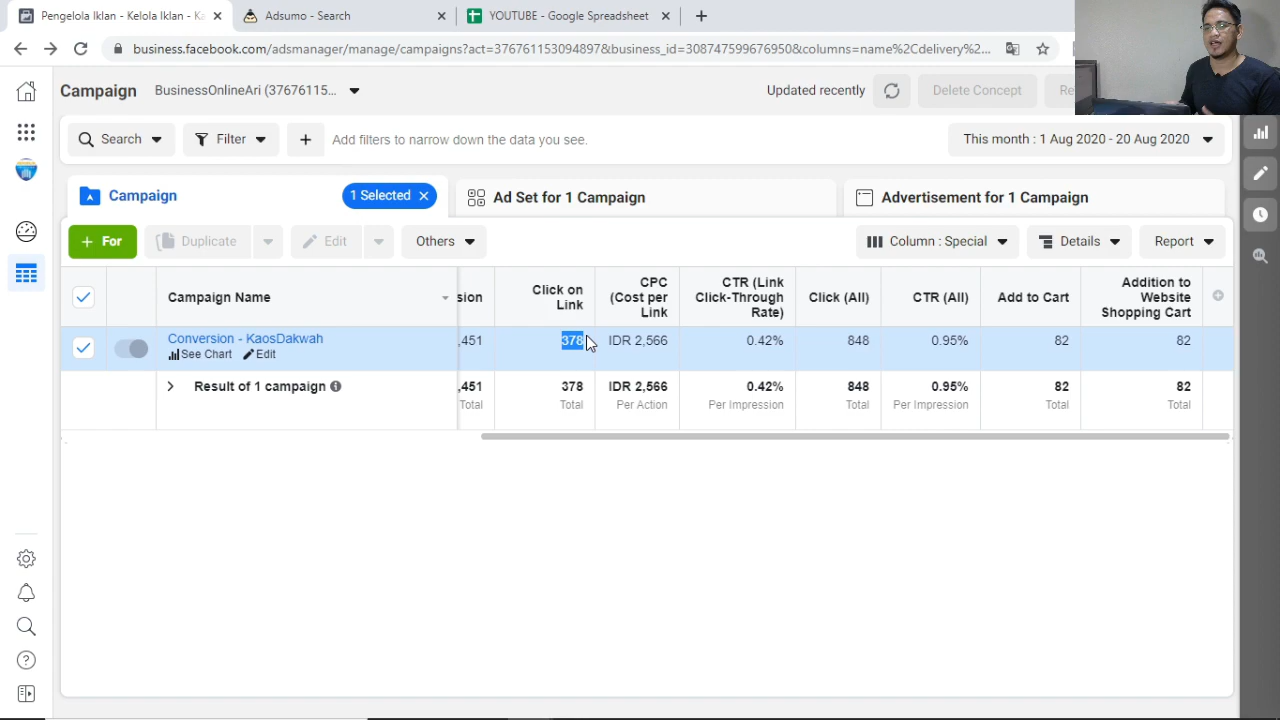 Pengelola Iklan - Kelola Iklan - Ka
Adsumo - Search
YOUTUBE - Google Spreadsheet
business.facebook.com/adsmanager/manage/campaigns?act=376761153094897&business_id=308747599676950&columns=name%2Cdelivery%2...
Campaign
BusinessOnlineAri (37676115...
Updated recently
Delete Concept
Re
Search
Filter
Add filters to narrow down the data you see.
This month : 1 Aug 2020 - 20 Aug 2020
Campaign
1 Selected
Ad Set for 1 Campaign
Advertisement for 1 Campaign
+ For
Duplicate
Edit
Others
Column : Special
Details
Report
Campaign Name
sion
Click on Link
CPC (Cost per Link
CTR (Link Click-Through Rate)
Click (All)
CTR (All)
Add to Cart
Addition to Website Shopping Cart
Conversion - KaosDakwah
See Chart
Edit
,451
378
IDR 2,566
0.42%
848
0.95%
82
82
Result of 1 campaign
,451
378
IDR 2,566
0.42%
848
0.95%
82
82
Total
Total
Per Action
Per Impression
Total
Per Impression
Total
Total